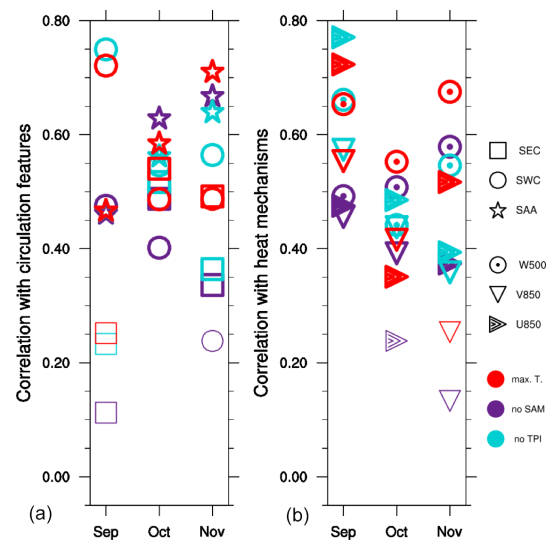 Correlation with circulation features
0.80
0.60
0.40
0.20
0.00
(a)
Sep
Oct
Nov
Correlation with heat mechanisms
0.80
0.60
0.40
0.20
0.00
(b)
Sep
Oct
Nov
SEC
SWC
SAA
W500
V850
U850
max. T.
no SAM
no TPI